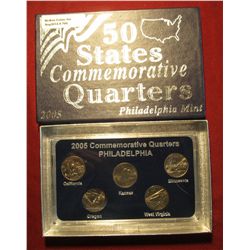 50
States
Commemorative
Quarters
2005
Philadelphia Mint
2005 Commemorative Quarters
PHILADELPHIA
California
Kansas
Minnesota
Oregon
West Virginia